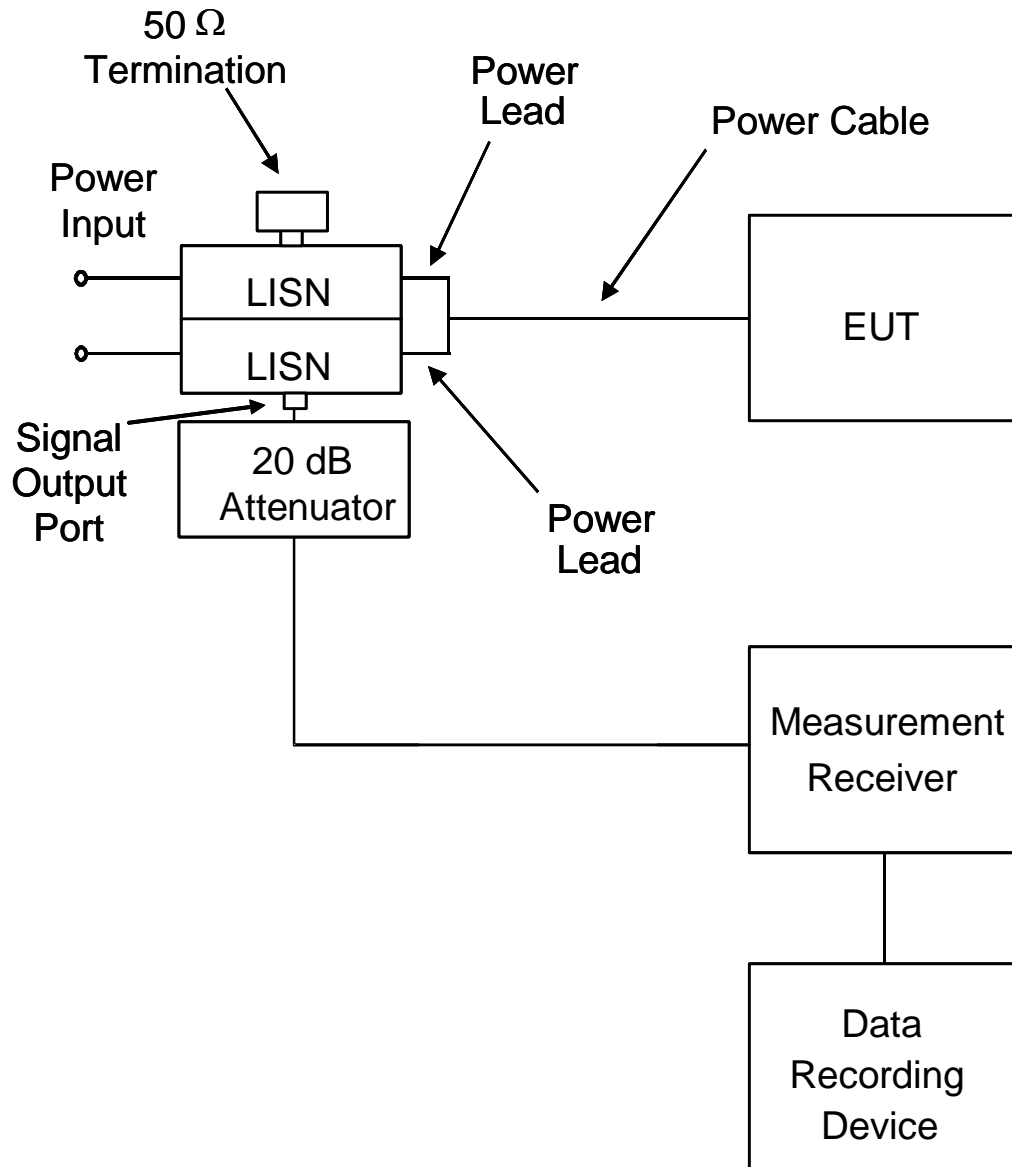 50 Ω
Termination
Power
Lead
Power Cable
Power
Input
LISN
LISN
EUT
Signal
Output
Port
20 dB
Attenuator
Power
Lead
Measurement
Receiver
Data
Recording
Device